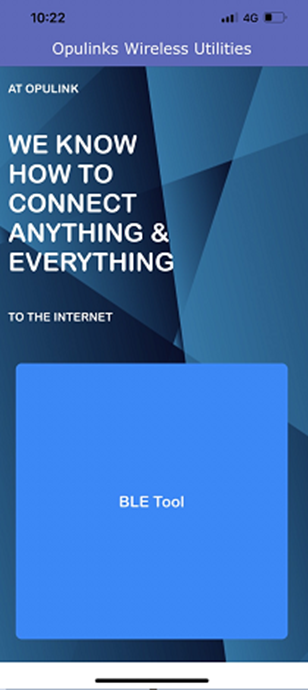 10:22 4G
Opulinks Wireless Utilities
AT OPULINK
WE KNOW
HOW TO
CONNECT
ANYTHING &
EVERYTHING
TO THE INTERNET
BLE Tool